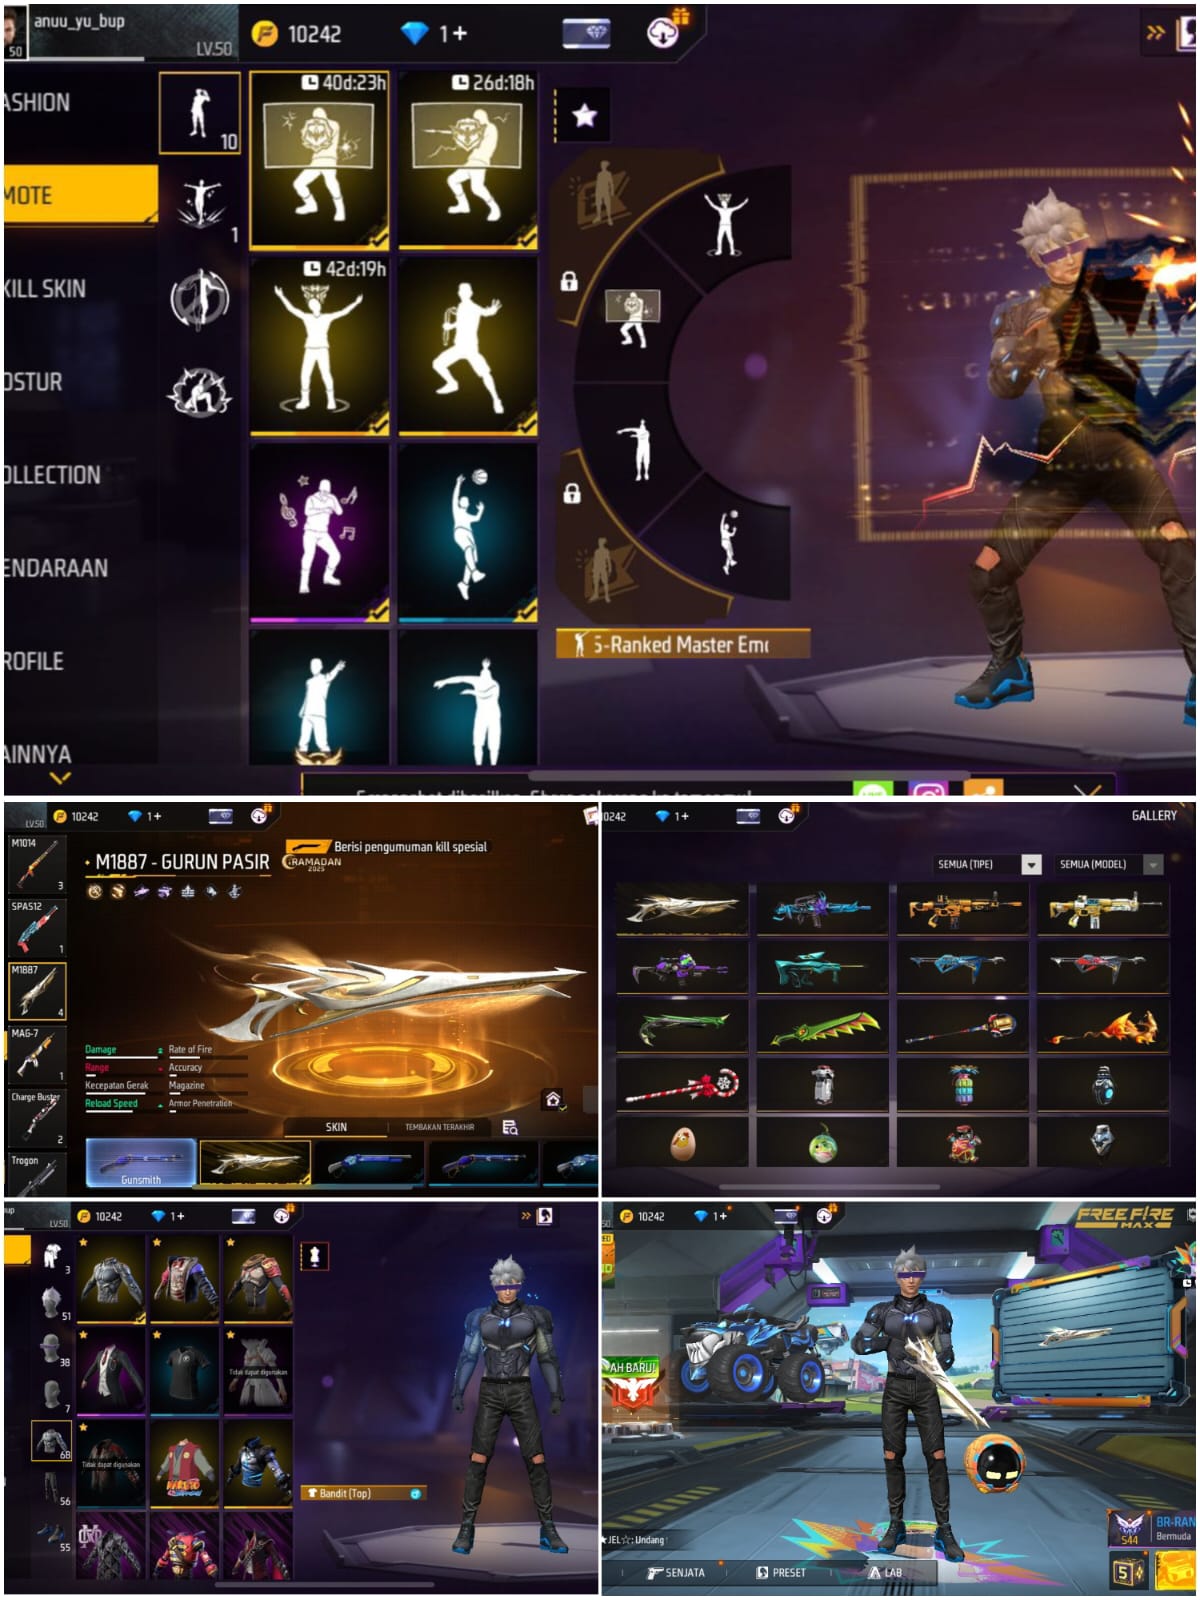 anuu_yu_bup
50
LV.50
10242
1+
ASHION
MOTE
KILL SKIN
OSTUR
OLLECTION
ENDARAAN
ROFILE
AINNYA
10
1
40d:23h
26d:18h
42d:19h
S-Ranked Master Emo
LV.50
10242
1+
M1014
3
SPAS12
1
M1887
4
MAG-7
1
Charge Buster
2
Trogon
M1887 - GURUN PASIR
Berisi pengumuman kill spesial
RAMADAN
2025
Damage
Rate of Fire
Range
Accuracy
Kecepatan Gerak
Magazine
Reload Speed
Armor Penetration
SKIN
TEMBAKAN TERAKHIR
Gunsmith
0242
1+
GALLERY
SEMUA (TIPE)
SEMUA (MODEL)
up
LV.50
10242
1+
3
51
38
7
68
56
55
Tidak dapat digunakan
Tidak dapat digunakan
NARUTO
Bandit (Top)
50
10242
1+
FREE FIRE
MAX
AH BARU!
★JEL☆: Undang
SENJATA
PRESET
LAB
S44
BR-RAN
Bermuda
5